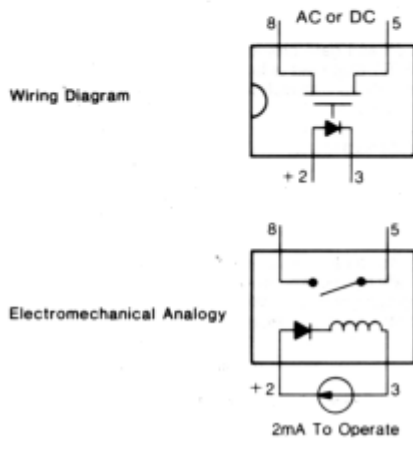 AC or DC
8 5
Wiring Diagram
+2 3
8 5
Electromechanical Analogy
+2 3
2mA To Operate